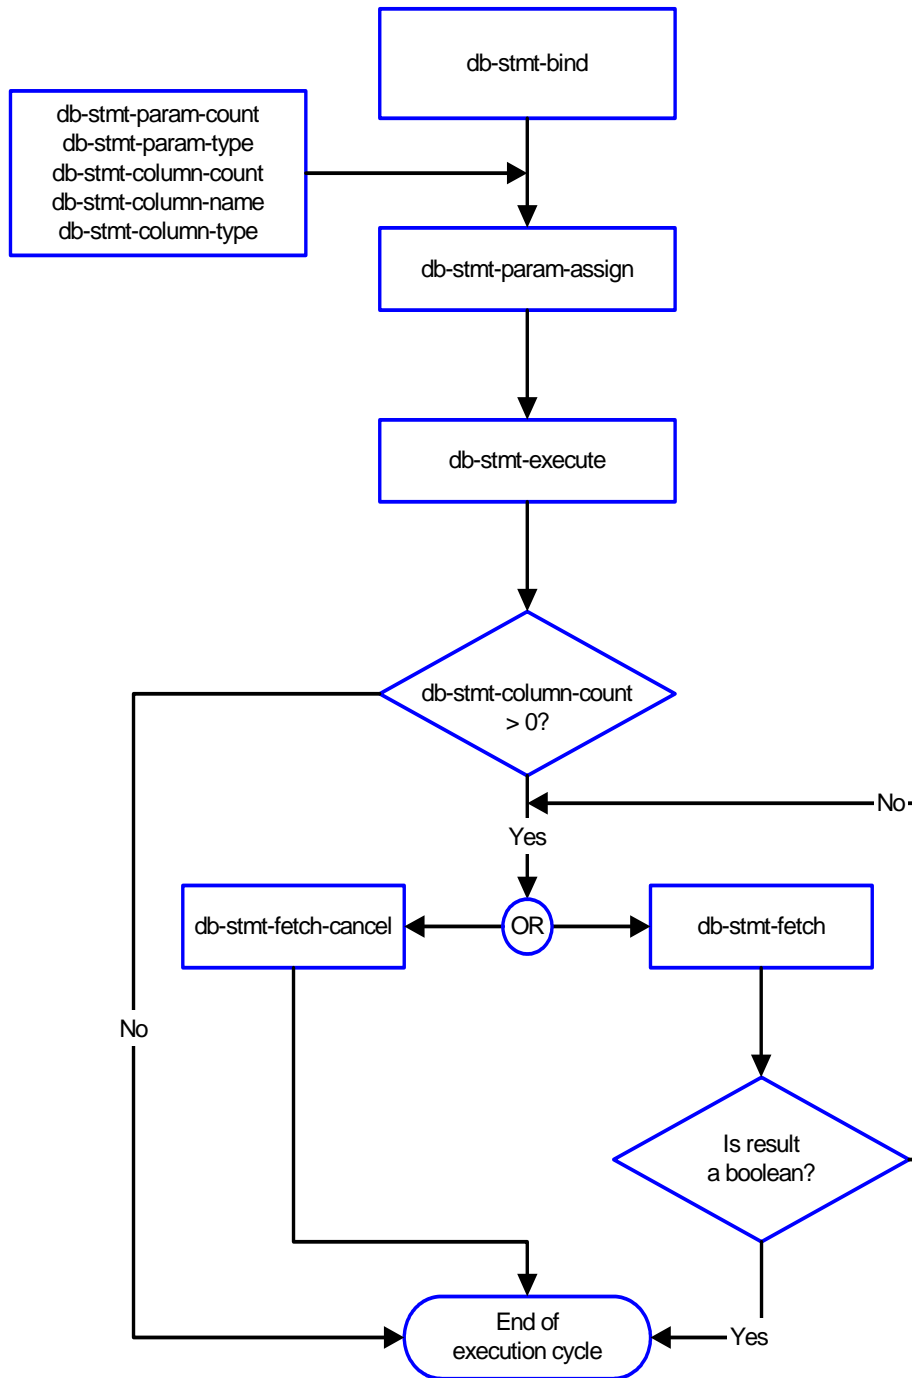 db-stmt-bind
db-stmt-param-count
db-stmt-param-type
db-stmt-column-count
db-stmt-column-name
db-stmt-column-type
db-stmt-param-assign
db-stmt-execute
db-stmt-column-count
> 0?
No
Yes
db-stmt-fetch-cancel
OR
db-stmt-fetch
No
Is result
a boolean?
End of
execution cycle
Yes